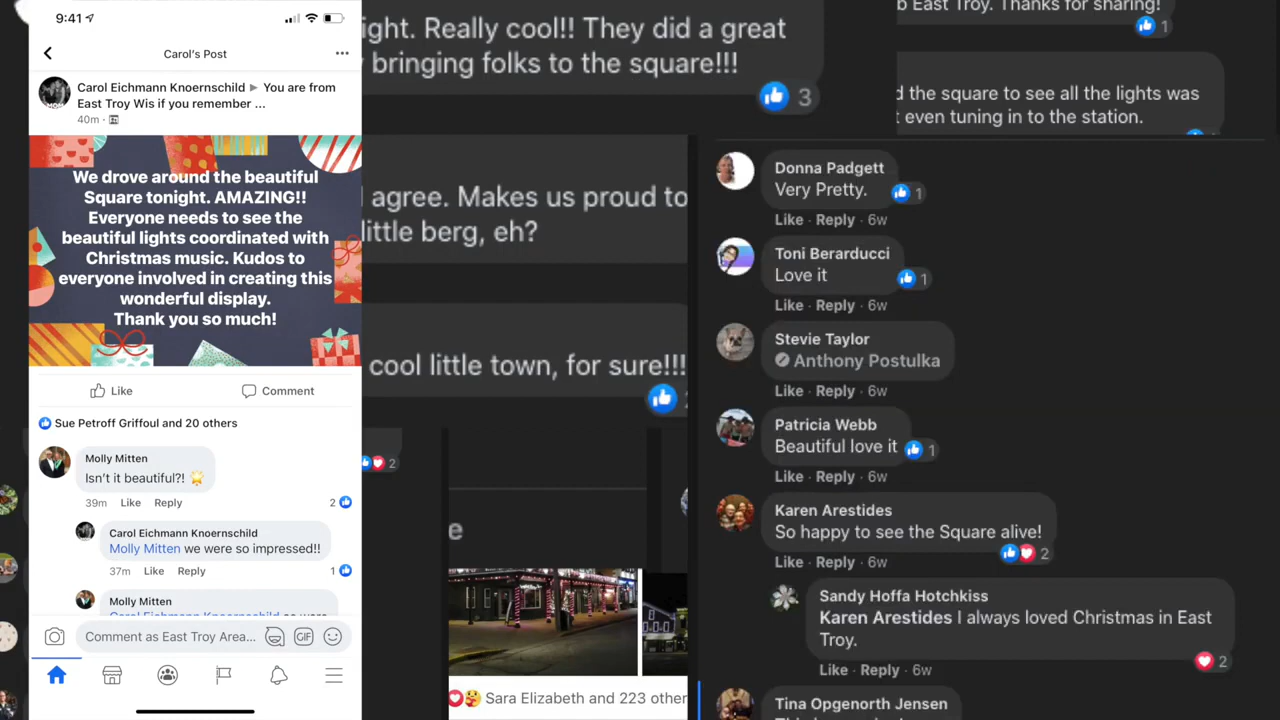 9:41
Carol's Post
Carol Eichmann Knoernschild ▶ You are from
East Troy Wis if you remember ...
40m
We drove around the beautiful
Square tonight. AMAZING!!
Everyone needs to see the
beautiful lights coordinated with
Christmas music. Kudos to
everyone involved in creating this
wonderful display.
Thank you so much!
Like
Comment
Sue Petroff Griffoul and 20 others
Molly Mitten
Isn't it beautiful?!
39m Like Reply 2
Carol Eichmann Knoernschild
Molly Mitten we were so impressed!!
37m Like Reply 1
Molly Mitten
Carol Eichmann Knoernschild
Comment as East Troy Area...
GIF
ight. Really cool!! They did a great
bringing folks to the square!!!
3
agree. Makes us proud to
little berg, eh?
cool little town, for sure!!!
2
e
Sara Elizabeth and 223 other
East Troy. Thanks for sharing!
1
d the square to see all the lights was
t even tuning in to the station.
Donna Padgett
Very Pretty.
1
Like · Reply · 6w
Toni Berarducci
Love it
1
Like · Reply · 6w
Stevie Taylor
Anthony Postulka
Like · Reply · 6w
Patricia Webb
Beautiful love it
1
Like · Reply · 6w
Karen Arestides
So happy to see the Square alive!
2
Like · Reply · 6w
Sandy Hoffa Hotchkiss
Karen Arestides I always loved Christmas in East
Troy.
2
Like · Reply · 6w
Tina Opgenorth Jensen